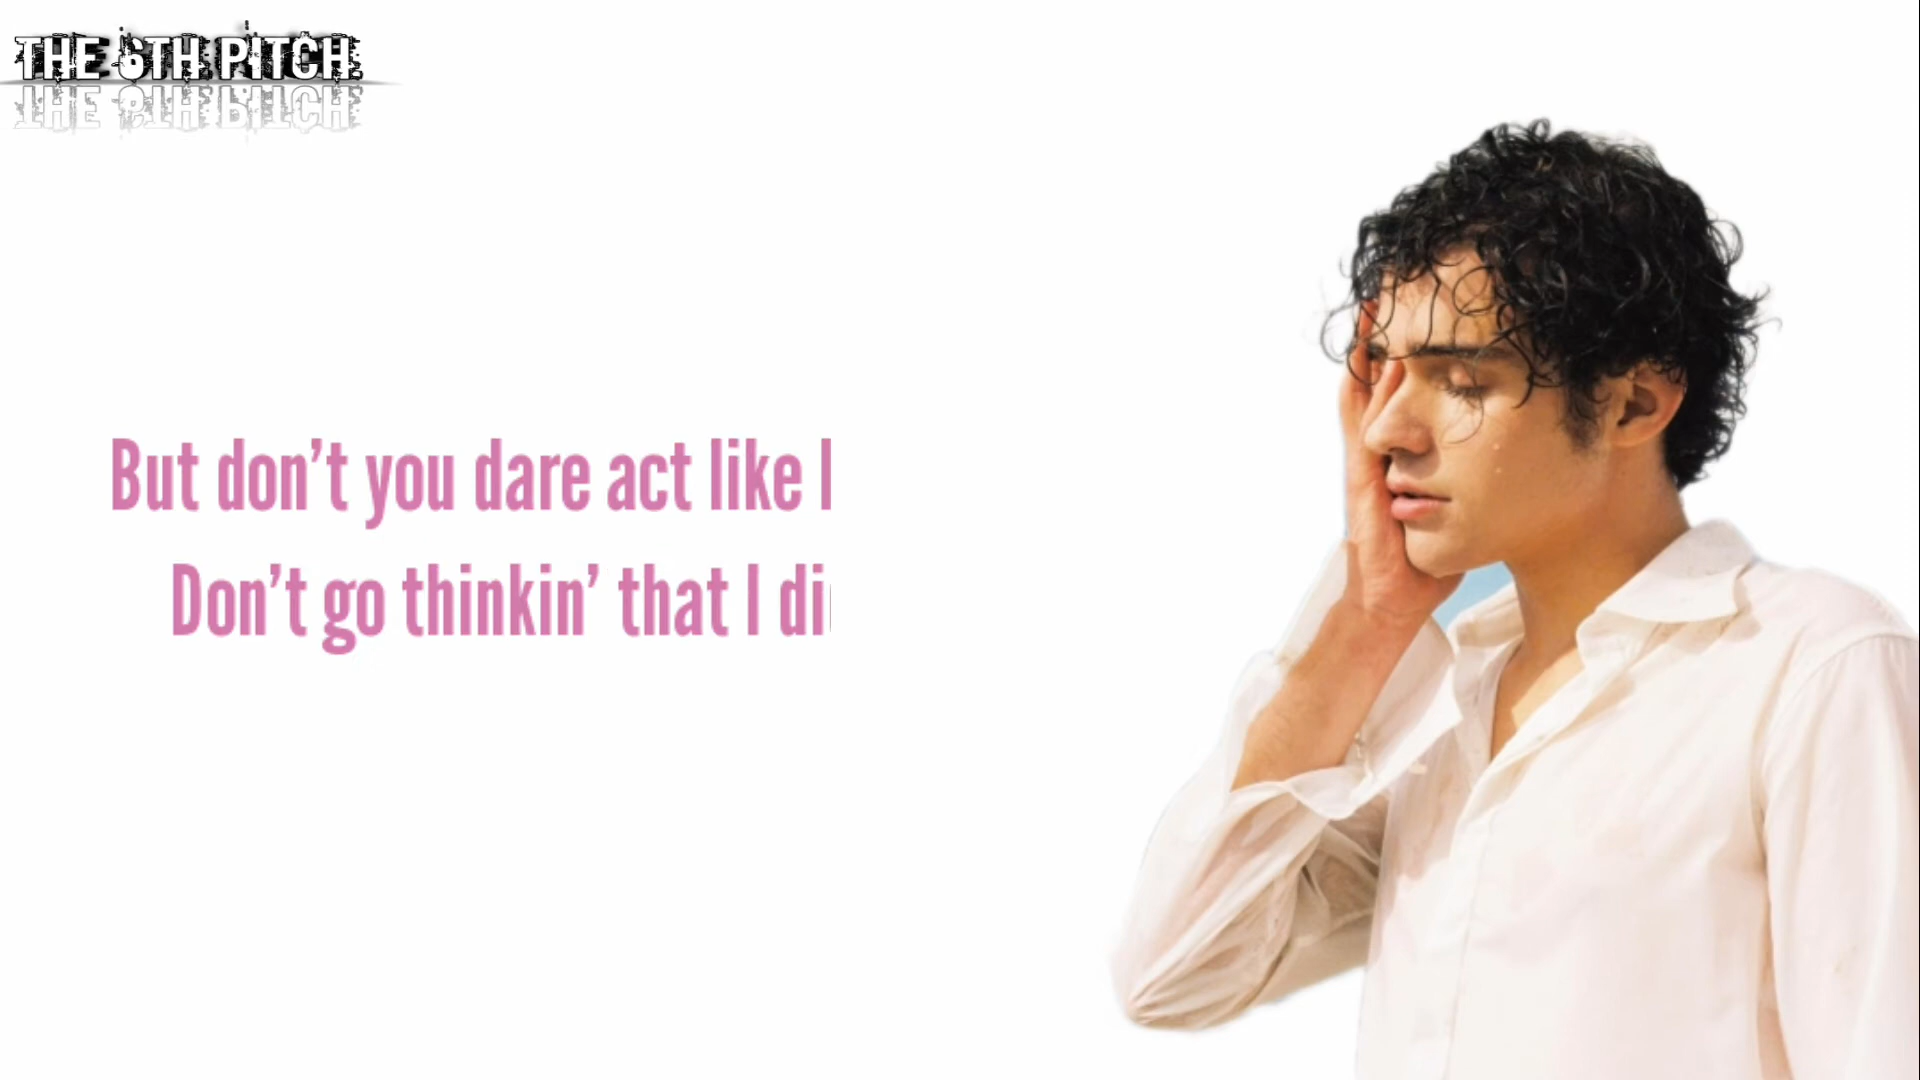 THE 6TH PITCH
But don’t you dare act like I
Don’t go thinkin’ that I di